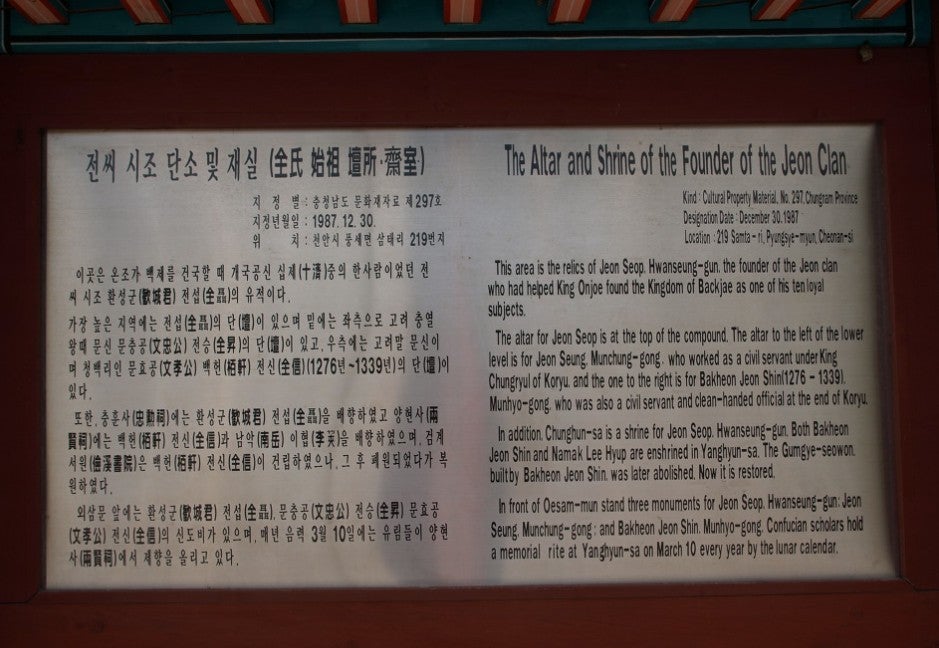 전씨 시조 단소 및 재실 (全氏 始祖 壇所·齋室)
지 정 별 : 충청남도 문화재자료 제297호
지정년월일 : 1987. 12. 30.
위 치 : 천안시 풍세면 삼태리 219번지
이곳은 온조가 백제를 건국할 때 개국공신 십제(十濟)중의 한사람이었던 전
씨 시조 환성군(歡城君) 전섭(全聶)의 유적이다.
가장 높은 지역에는 전섭(全聶)의 단(壇)이 있으며 밑에는 좌측으로 고려 충열
왕때 문신 문충공(文忠公) 전승(全昇)의 단(壇)이 있고, 우측에는 고려말 문신이
며 청백리인 문효공(文孝公) 백헌(栢軒) 전신(全信)(1276년~1339년)의 단(壇)이
있다.
또한, 충훈사(忠勳祠)에는 환성군(歡城君) 전섭(全聶)을 배향하였고 양현사(兩
賢祠)에는 백헌(栢軒) 전신(全信)과 남악(南岳) 이협(李)을 배향하였으며, 검계
서원(儉溪書院)은 백헌(栢軒) 전신(全信)이 건립하였으나, 그 후 폐원되었다가 복
원하였다.
외삼문 앞에는 환성군(歡城君) 전섭(全聶), 문충공(文忠公) 전승(全昇) 문효공
(文孝公) 전신(全信)의 신도비가 있으며, 매년 음력 3월 10일에는 유림들이 양현
사(兩賢祠)에서 제향을 올리고 있다.
The Altar and Shrine of the Founder of the Jeon Clan
Kind : Cultural Property Material, No. 297, Chungnam Province
Designation Date : December 30, 1987
Location : 219 Samta-ri, Pyungsye-myun, Cheonan-si
This area is the relics of Jeon Seop, Hwanseung-gun, the founder of the Jeon clan
who had helped King Onjoe found the Kingdom of Backjae as one of his ten loyal
subjects.
The altar for Jeon Seop is at the top of the compound. The altar to the left of the lower
level is for Jeon Seung, Munchung-gong, who worked as a civil servant under King
Chungryul of Koryu, and the one to the right is for Bakheon Jeon Shin(1276 - 1339),
Munhyo-gong, who was also a civil servant and clean-handed official at the end of Koryu.
In addition, Chunghun-sa is a shrine for Jeon Seop, Hwanseung-gun. Both Bakheon
Jeon Shin and Namak Lee Hyup are enshrined in Yanghyun-sa. The Gumgye-seowon,
built by Bakheon Jeon Shin, was later abolished. Now it is restored.
In front of Oesam-mun stand three monuments for Jeon Seop, Hwanseung-gun; Jeon
Seung, Munchung-gong ; and Bakheon Jeon Shin, Munhyo-gong. Confucian scholars hold
a memorial rite at Yanghyun-sa on March 10 every year by the lunar calendar.